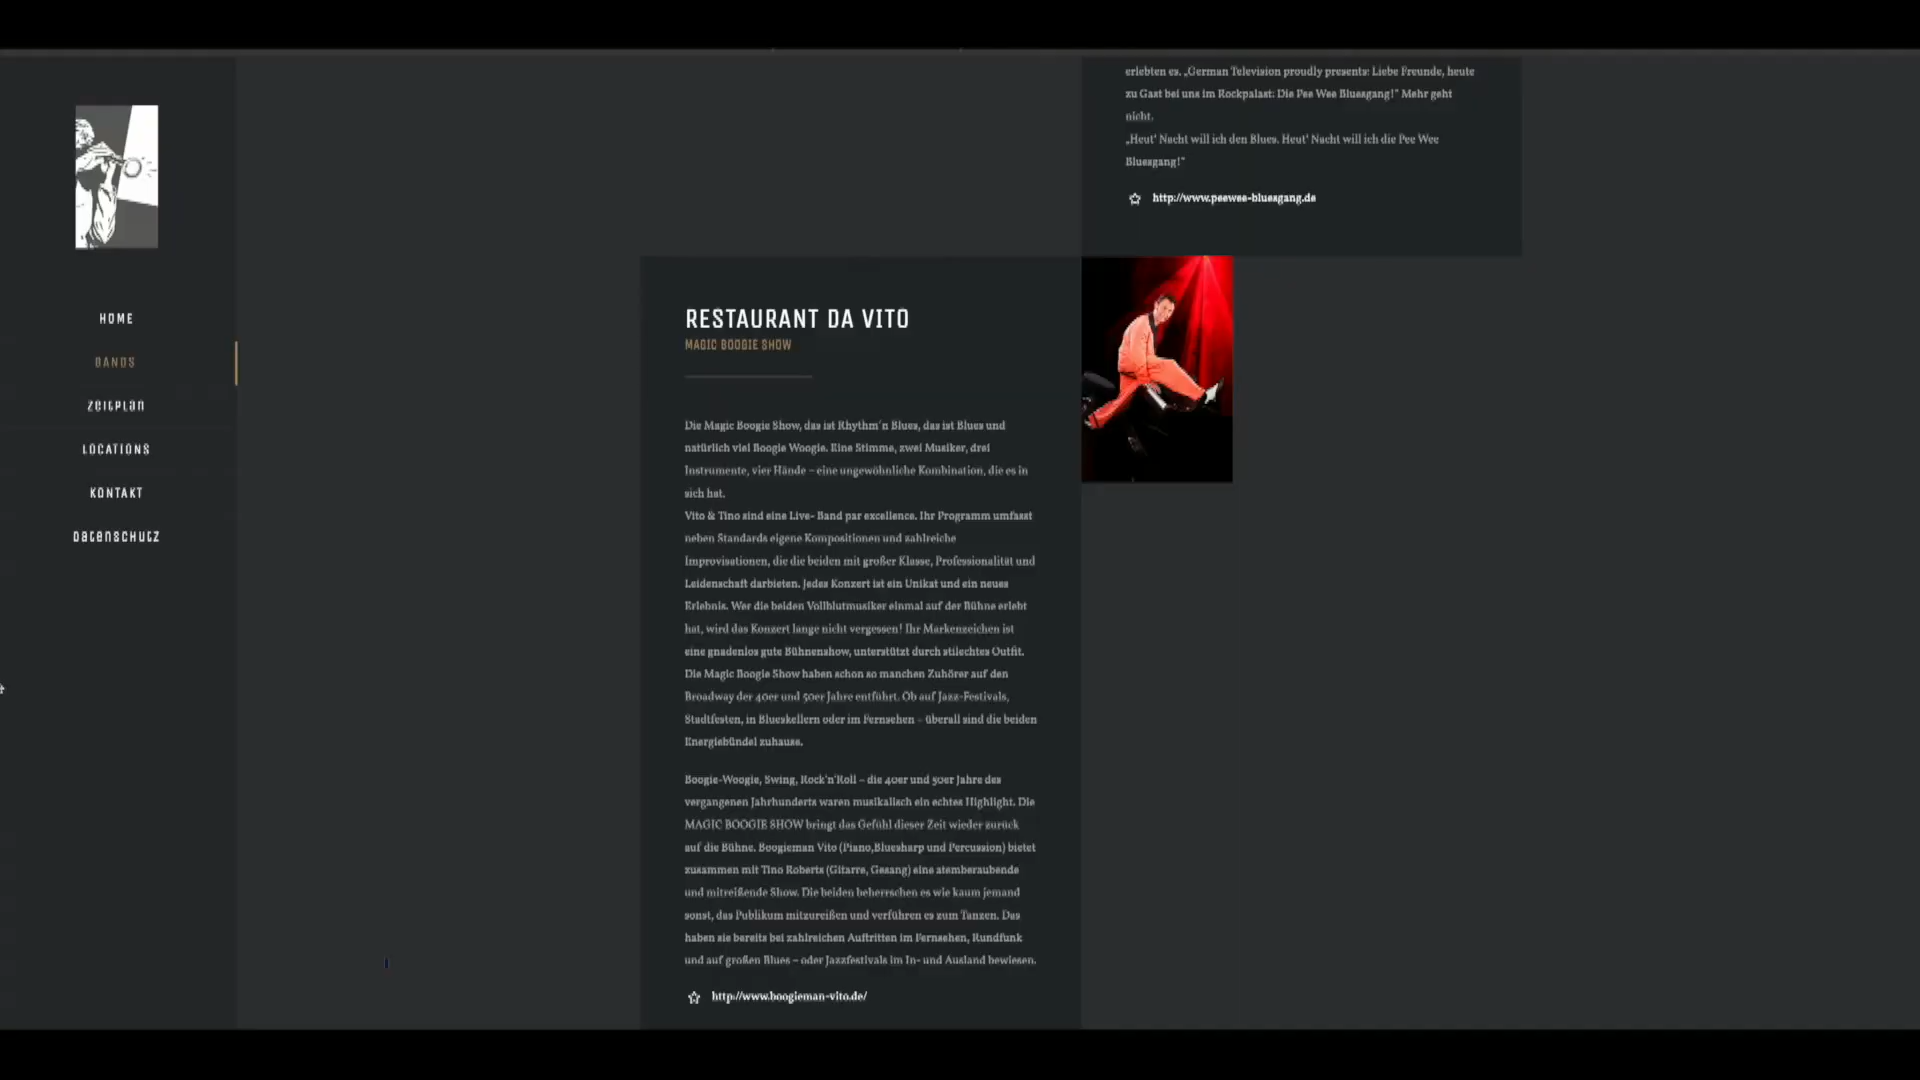 HOME
BANDS
ZEITPLAN
LOCATIONS
KONTAKT
DATENSCHUTZ
erlebten es. „German Television proudly presents: Liebe Freunde, heute
zu Gast bei uns im Rockpalast: Die Pee Wee Bluesgang!" Mehr geht
nicht.
„Heut' Nacht will ich den Blues. Heut' Nacht will ich die Pee Wee
Bluesgang!"
http://www.peewee-bluesgang.de
RESTAURANT DA VITO
MAGIC BOOGIE SHOW
Die Magic Boogie Show, das ist Rhythm'n Blues, das ist Blues und
natürlich viel Boogie Woogie. Eine Stimme, zwei Musiker, drei
Instrumente, vier Hände – eine ungewöhnliche Kombination, die es in
sich hat.
Vito & Tino sind eine Live- Band par excellence. Ihr Programm umfasst
neben Standards eigene Kompositionen und zahlreiche
Improvisationen, die die beiden mit großer Klasse, Professionalität und
Leidenschaft darbieten. Jedes Konzert ist ein Unikat und ein neues
Erlebnis. Wer die beiden Vollblutmusiker einmal auf der Bühne erlebt
hat, wird das Konzert lange nicht vergessen! Ihr Markenzeichen ist
eine gnadenlos gute Bühnenshow, unterstützt durch stilechtes Outfit.
Die Magic Boogie Show haben schon so manchen Zuhörer auf den
Broadway der 40er und 50er Jahre entführt. Ob auf Jazz-Festivals,
Stadtfesten, in Blueskellern oder im Fernsehen – überall sind die beiden
Energiebündel zuhause.
Boogie-Woogie, Swing, Rock'n'Roll – die 40er und 50er Jahre des
vergangenen Jahrhunderts waren musikalisch ein echtes Highlight. Die
MAGIC BOOGIE SHOW bringt das Gefühl dieser Zeit wieder zurück
auf die Bühne. Boogieman Vito (Piano,Bluesharp und Percussion) bietet
zusammen mit Tino Roberts (Gitarre, Gesang) eine atemberaubende
und mitreißende Show. Die beiden beherrschen es wie kaum jemand
sonst, das Publikum mitzureißen und verführen es zum Tanzen. Das
haben sie bereits bei zahlreichen Auftritten im Fernsehen, Rundfunk
und auf großen Blues – oder Jazzfestivals im In- und Ausland bewiesen.
http://www.boogieman-vito.de/